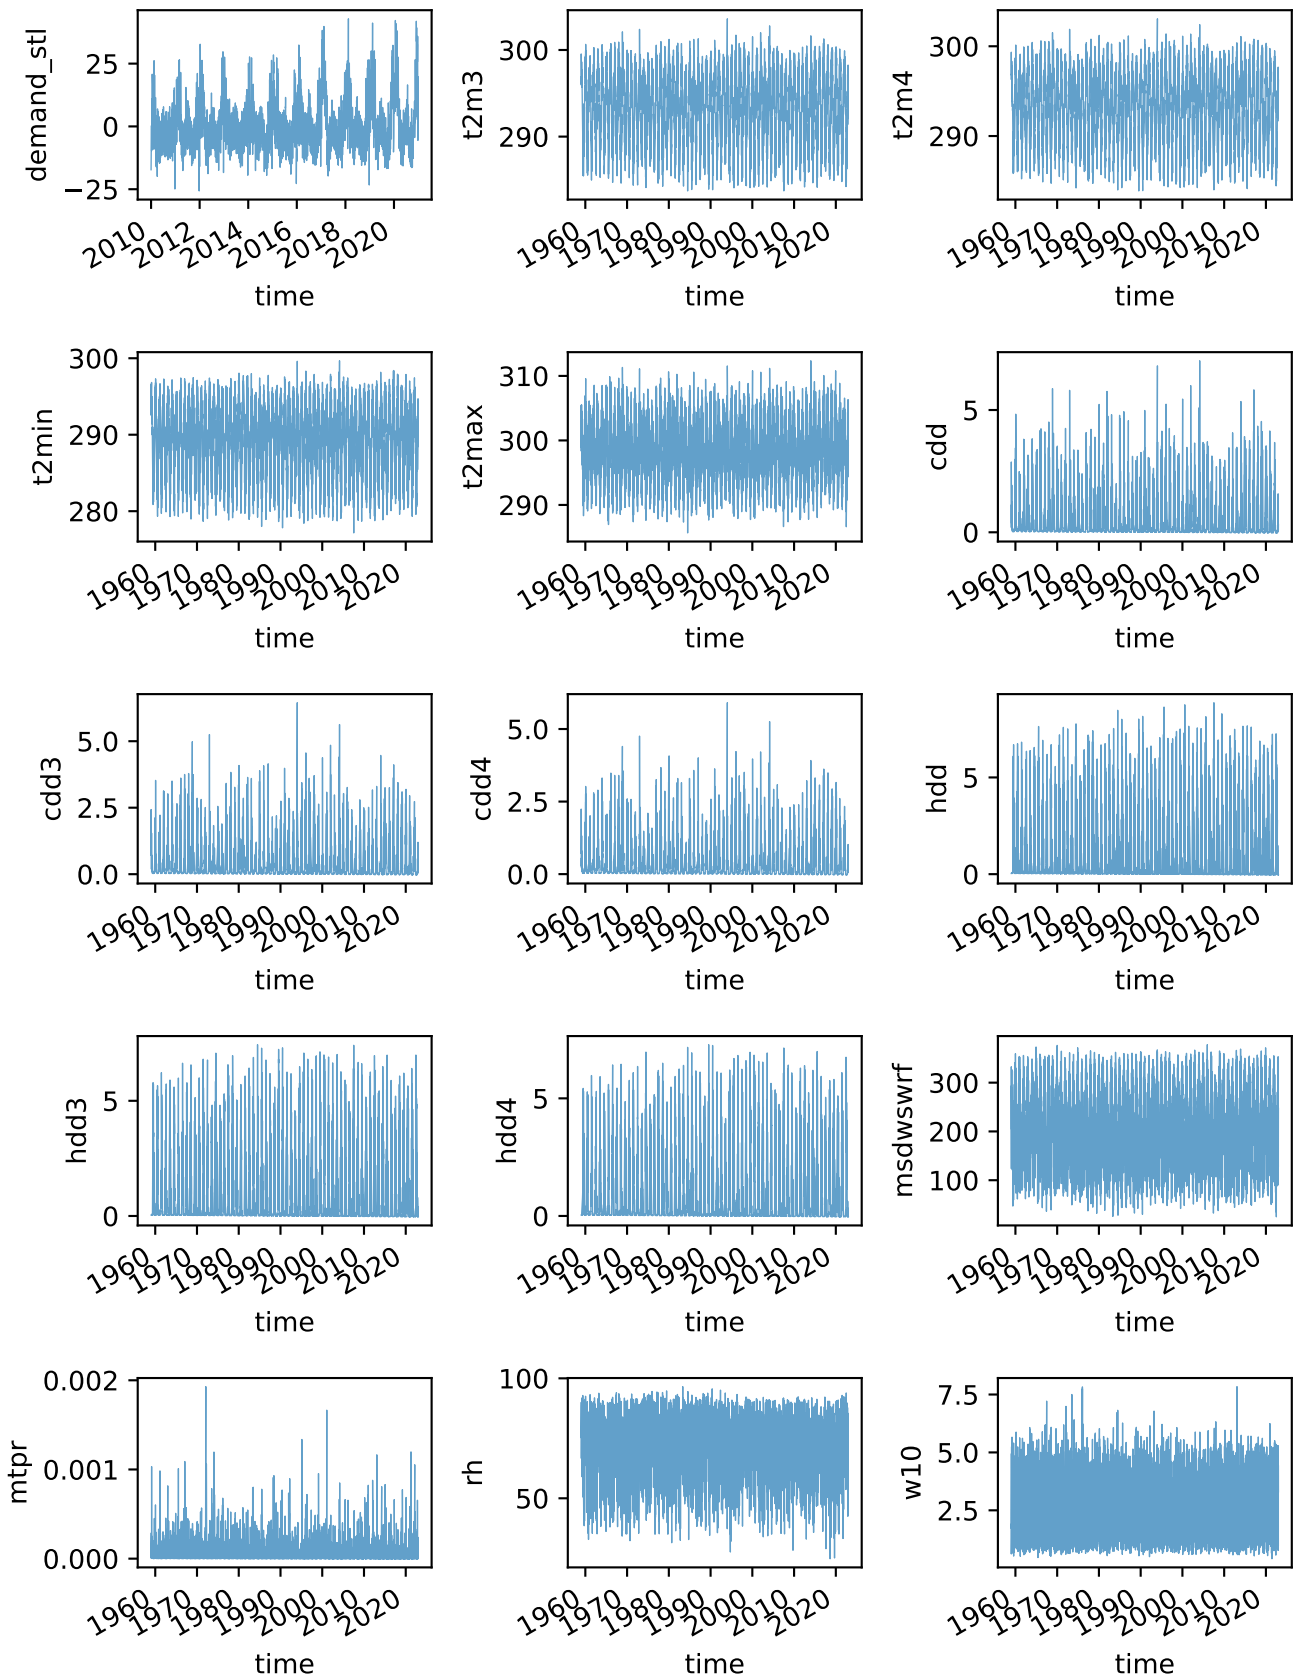 demand_stl
25
0
−25
2010 2012 2014 2016 2018 2020
time
t2m3
300
290
1960 1970 1980 1990 2000 2010 2020
time
t2m4
300
290
1960 1970 1980 1990 2000 2010 2020
time
t2min
300
290
280
1960 1970 1980 1990 2000 2010 2020
time
t2max
310
300
290
1960 1970 1980 1990 2000 2010 2020
time
cdd
5
0
1960 1970 1980 1990 2000 2010 2020
time
cdd3
5.0
2.5
0.0
1960 1970 1980 1990 2000 2010 2020
time
cdd4
5.0
2.5
0.0
1960 1970 1980 1990 2000 2010 2020
time
hdd
5
0
1960 1970 1980 1990 2000 2010 2020
time
hdd3
5
0
1960 1970 1980 1990 2000 2010 2020
time
hdd4
5
0
1960 1970 1980 1990 2000 2010 2020
time
msdwswrf
300
200
100
1960 1970 1980 1990 2000 2010 2020
time
mtpr
0.002
0.001
0.000
1960 1970 1980 1990 2000 2010 2020
time
rh
100
50
1960 1970 1980 1990 2000 2010 2020
time
w10
7.5
5.0
2.5
1960 1970 1980 1990 2000 2010 2020
time